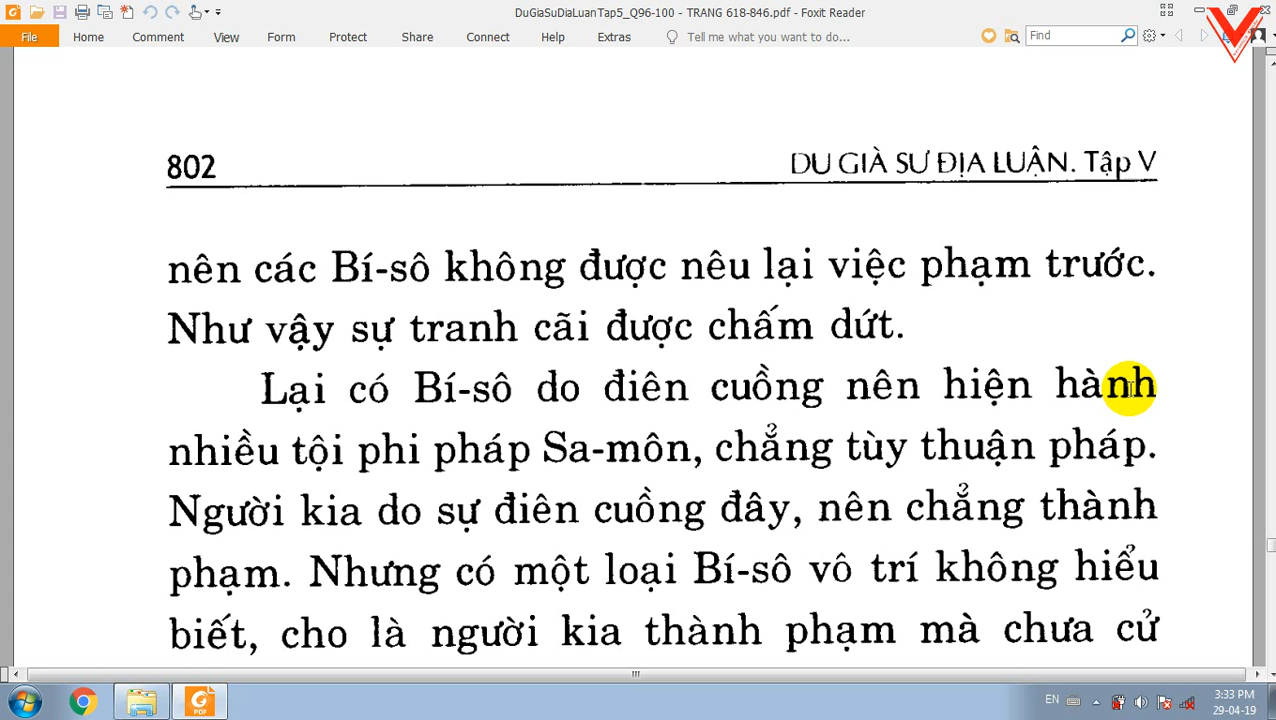 DuGiaSuDiaLuanTap5_Q96-100 - TRANG 8-846.pdf - Foxit Reader
File Home Comment View Form Protect Share Connect Help Extras Tell me what you want to do... Find
802 DU GIÀ SƯ ĐỊA LUẬN. Tập V
nên các Bí-sô không được nêu lại việc phạm trước.
Như vậy sự tranh cãi được chấm dứt.
Lại có Bí-sô do điên cuồng nên hiện hành
nhiều tội phi pháp Sa-môn, chẳng tùy thuận pháp.
Người kia do sự điên cuồng đây, nên chẳng thành
phạm. Nhưng có một loại Bí-sô vô trí không hiểu
biết, cho là người kia thành phạm mà chưa cử
PDF
EN 3:33 PM
29-04-19